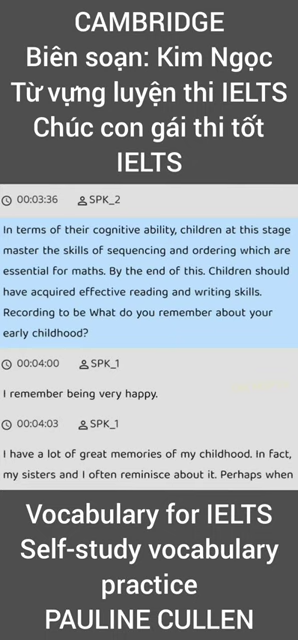 CAMBRIDGE
Biên soạn: Kim Ngọc
Từ vựng luyện thi IELTS
Chúc con gái thi tốt
IELTS
00:03:36 SPK_2
In terms of their cognitive ability, children at this stage
master the skills of sequencing and ordering which are
essential for maths. By the end of this. Children should
have acquired effective reading and writing skills.
Recording to be What do you remember about your
early childhood?
00:04:00 SPK_1
I remember being very happy.
00:04:03 SPK_1
I have a lot of great memories of my childhood. In fact,
my sisters and I often reminisce about it. Perhaps when
Vocabulary for IELTS
Self-study vocabulary
practice
PAULINE CULLEN